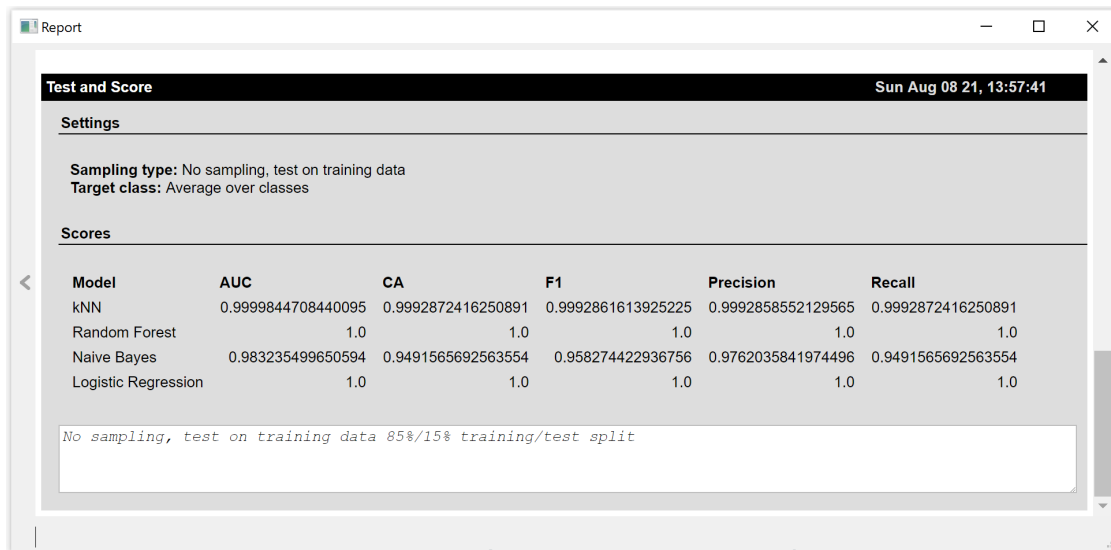 Report
Test and Score Sun Aug 08 21, 13:57:41
Settings
Sampling type: No sampling, test on training data
Target class: Average over classes
Scores
Model AUC CA F1 Precision Recall
kNN 0.9999844708440095 0.9992872416250891 0.9992861613925225 0.9992858552129565 0.9992872416250891
Random Forest 1.0 1.0 1.0 1.0 1.0
Naive Bayes 0.983235499650594 0.9491565692563554 0.958274422936756 0.9762035841974496 0.9491565692563554
Logistic Regression 1.0 1.0 1.0 1.0 1.0
No sampling, test on training data 85%/15% training/test split